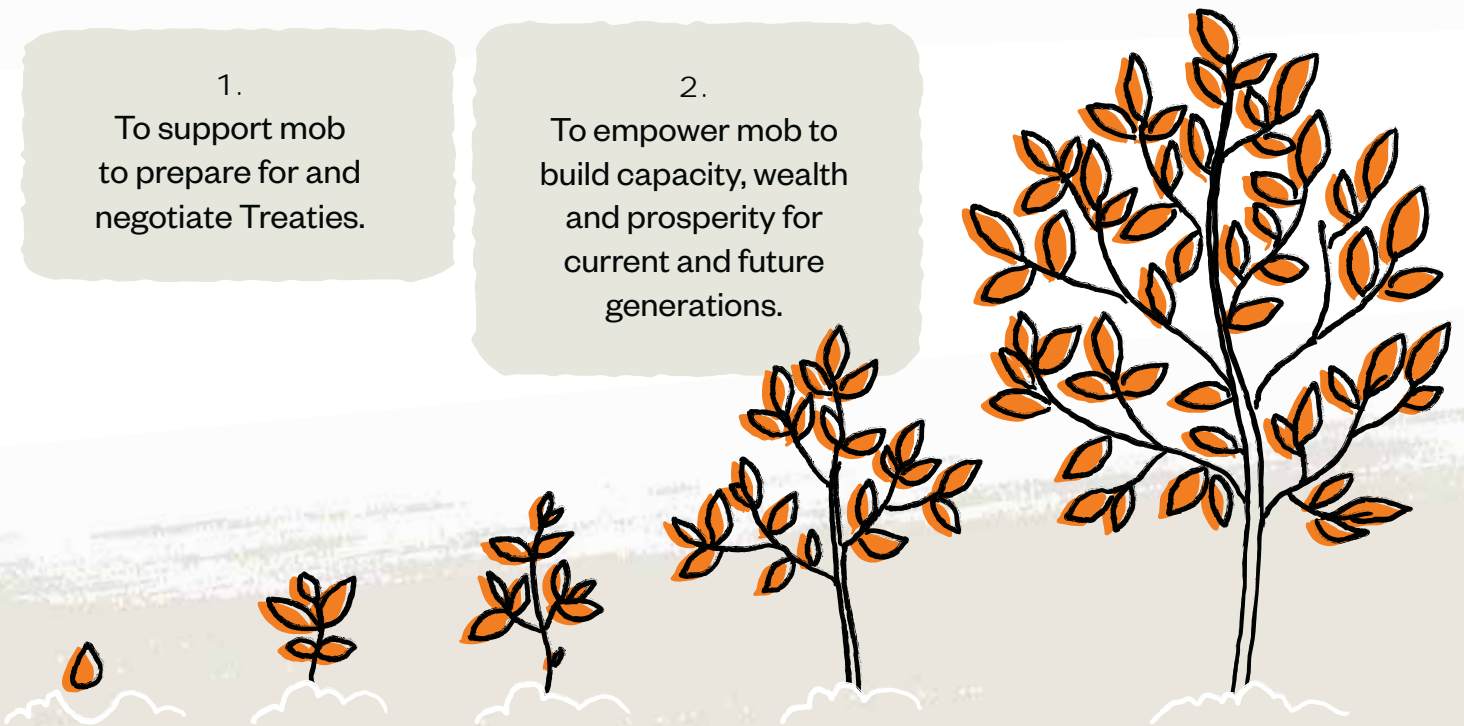 1.
To support mob
to prepare for and
negotiate Treaties.
2.
To empower mob to
build capacity, wealth
and prosperity for
current and future
generations.